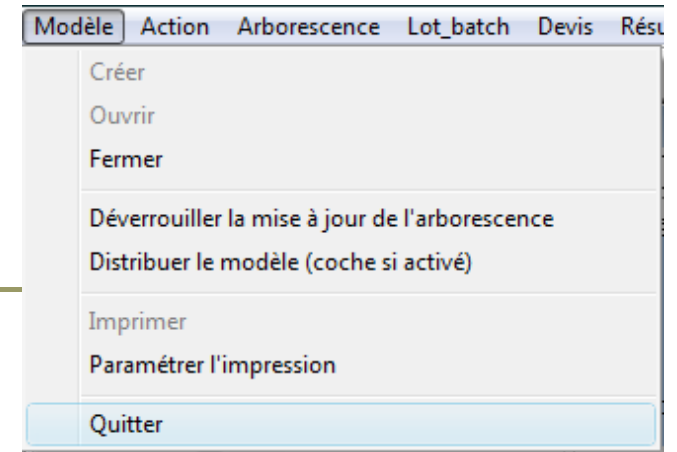 Modèle Action Arborescence Lot_batch Devis
Créer
Ouvrir
Fermer
Déverrouiller la mise à jour de l'arborescence
Distribuer le modèle (coche si activé)
Imprimer
Paramétrer l'impression
Quitter